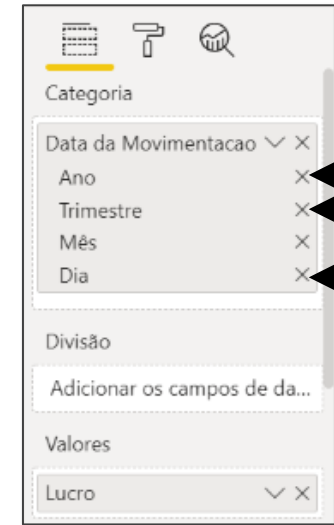 Categoria
Data da Movimentacao
Ano
Trimestre
Mês
Dia
Divisão
Adicionar os campos de da...
Valores
Lucro